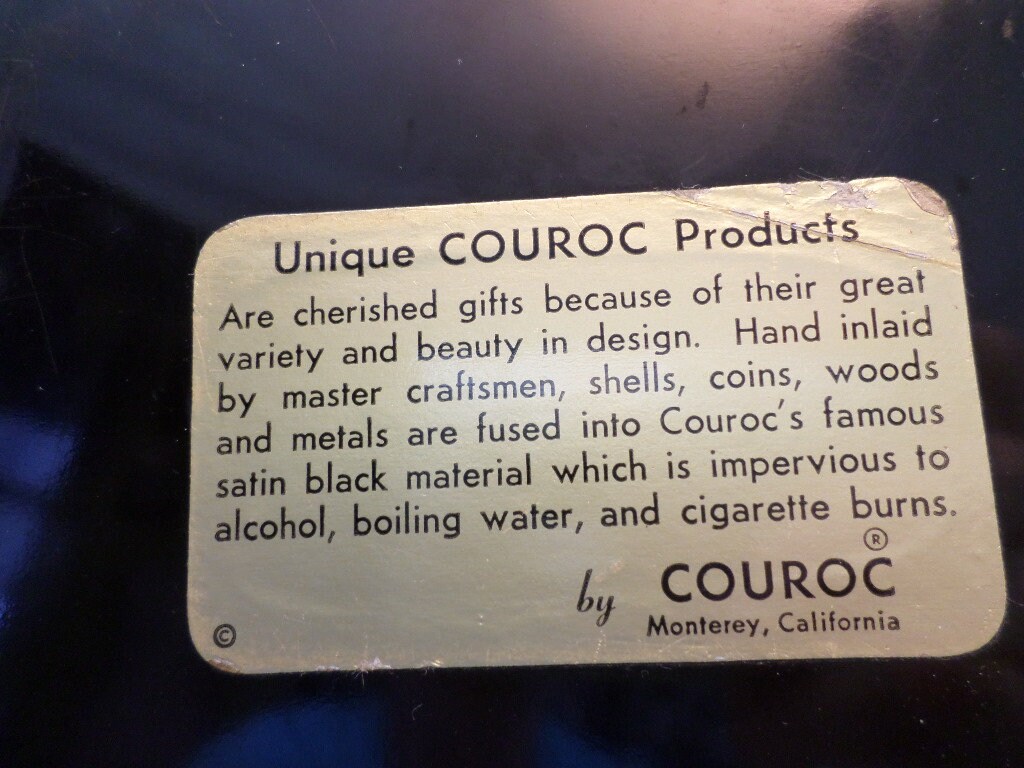 Unique COUROC Products
Are cherished gifts because of their great
variety and beauty in design. Hand inlaid
by master craftsmen, shells, coins, woods
and metals are fused into Couroc's famous
satin black material which is impervious to
alcohol, boiling water, and cigarette burns.
by COUROC®
Monterey, California
©